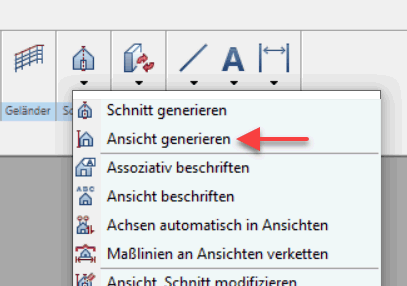 Geländer
Schnitt generieren
Ansicht generieren
Assoziativ beschriften
Ansicht beschriften
Achsen automatisch in Ansichten
Maßlinien an Ansichten verketten
Ansicht, Schnitt modifizieren